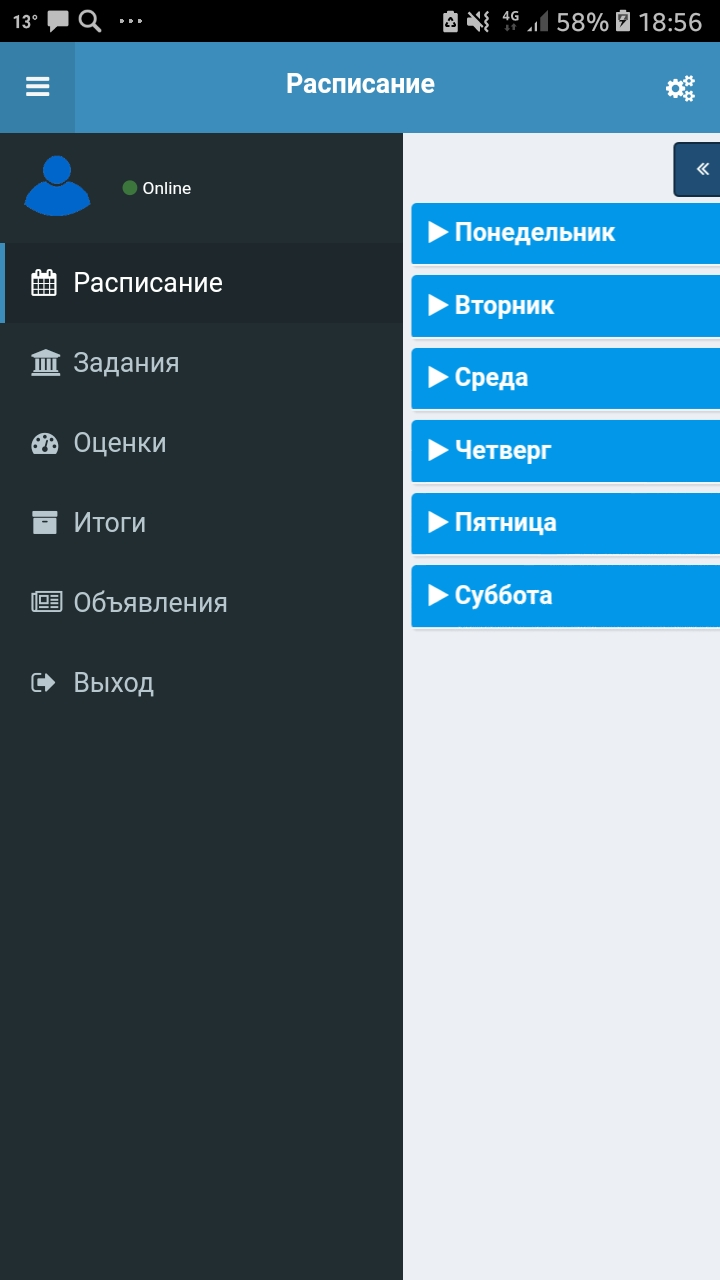 13° 4G 58% 18:56
Расписание
Online
Расписание
Задания
Оценки
Итоги
Объявления
Выход
«
Понедельник
Вторник
Среда
Четверг
Пятница
Суббота